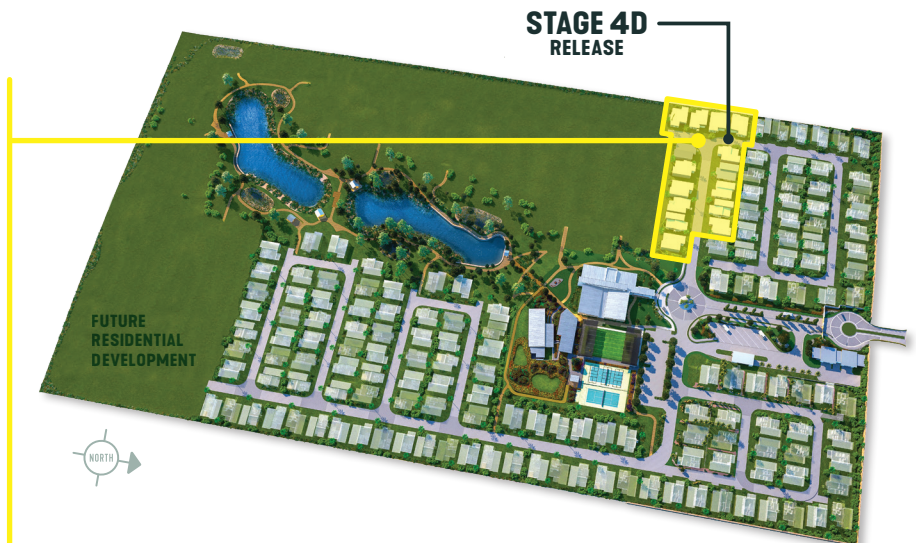 STAGE 4D
RELEASE
FUTURE
RESIDENTIAL
DEVELOPMENT
NORTH